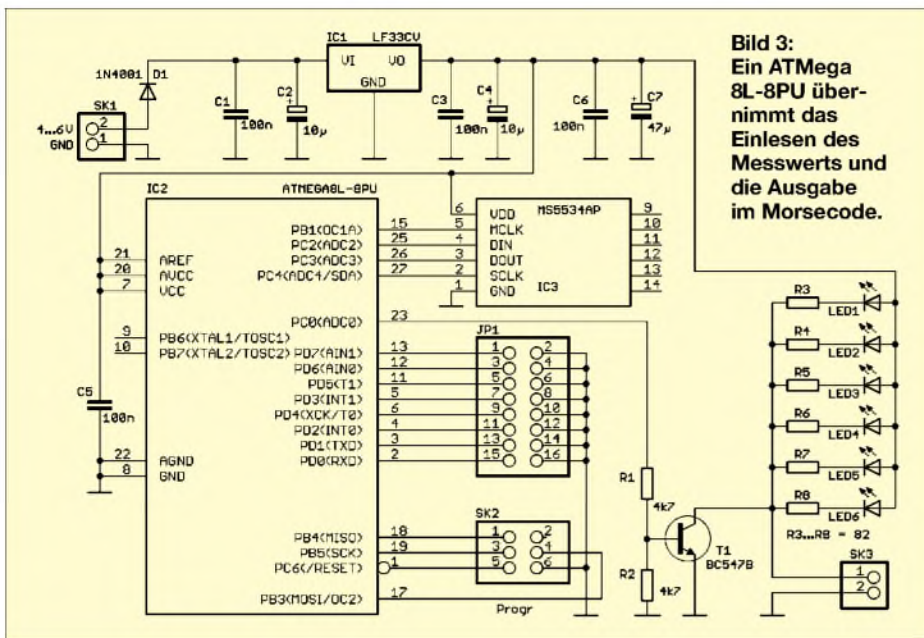 Bild 3:
Ein ATMega
8L-8PU über-
nimmt das
Einlesen des
Messwerts und
die Ausgabe
im Morsecode.
IC1 LF33CV
VI VO
GND
1N4001 D1
SK1
4...6V 2
GND 1
C1
100n
C2
+
10µ
C3
100n
C4
+
10µ
C6
100n
C7
+
47µ
IC2 ATMEGA8L-8PU
21 AREF
20 AVCC
7 VCC
9 PB6(XTAL1/TOSC1)
10 PB7(XTAL2/TOSC2)
C5
100n
22 AGND
8 GND
PB1(OC1A) 15
PC2(ADC2) 25
PC3(ADC3) 26
PC4(ADC4/SDA) 27
PC0(ADC0) 23
PD7(AIN1) 13
PD6(AIN0) 12
PD5(T1) 11
PD3(INT1) 5
PD4(XCK/T0) 6
PD2(INT0) 4
PD1(TXD) 3
PD0(RXD) 2
PB4(MISO) 18
PB5(SCK) 19
PC6(/RESET) 1
PB3(MOSI/OC2) 17
MS5534AP
IC3
6 VDD 9
5 MCLK 10
4 DIN 11
3 DOUT 12
2 SCLK 13
1 GND 14
JP1
1 2
3 4
5 6
7 8
9 10
11 12
13 14
15 16
SK2
1 2
3 4
5 6
Progr
R1
4k7
R2
4k7
T1
BC547B
R3 LED1
R4 LED2
R5 LED3
R6 LED4
R7 LED5
R8 LED6
R3...R8 = 82
SK3
1
2